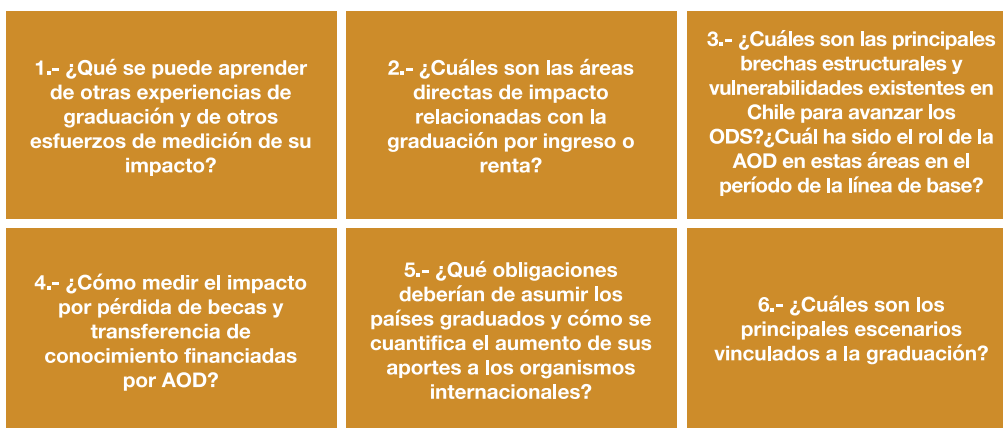 1.- ¿Qué se puede aprender
de otras experiencias de
graduación y de otros
esfuerzos de medición de su
impacto?
2.- ¿Cuáles son las áreas
directas de impacto
relacionadas con la
graduación por ingreso o
renta?
3.- ¿Cuáles son las principales
brechas estructurales y
vulnerabilidades existentes en
Chile para avanzar los
ODS?¿Cuál ha sido el rol de la
AOD en estas áreas en el
período de la línea de base?
4.- ¿Cómo medir el impacto
por pérdida de becas y
transferencia de
conocimiento financiadas
por AOD?
5.- ¿Qué obligaciones
deberían de asumir los
países graduados y cómo se
cuantifica el aumento de sus
aportes a los organismos
internacionales?
6.- ¿Cuáles son los
principales escenarios
vinculados a la graduación?